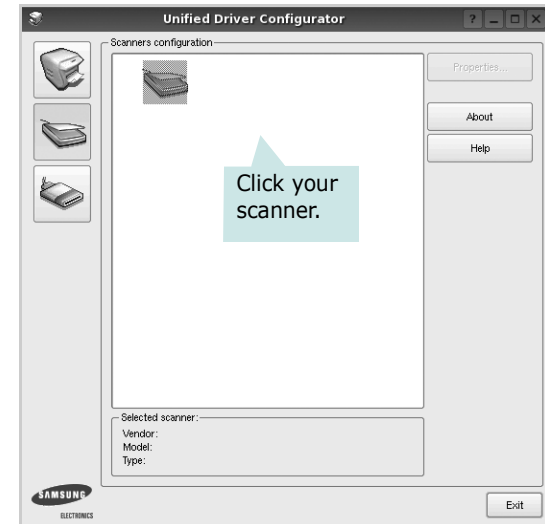 Unified Driver Configurator
Scanners configuration
Properties...
About
Help
Click your
scanner.
Selected scanner:
Vendor:
Model:
Type:
SAMSUNG
ELECTRONICS
Exit